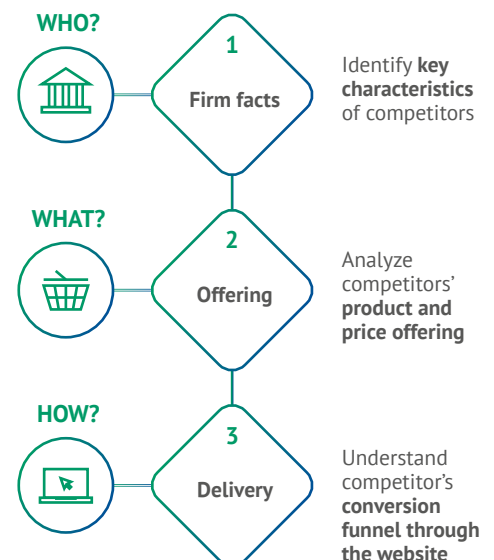 WHO?
1
Firm facts
Identify key
characteristics
of competitors
WHAT?
2
Offering
Analyze
competitors’
product and
price offering
HOW?
3
Delivery
Understand
competitor’s
conversion
funnel through
the website